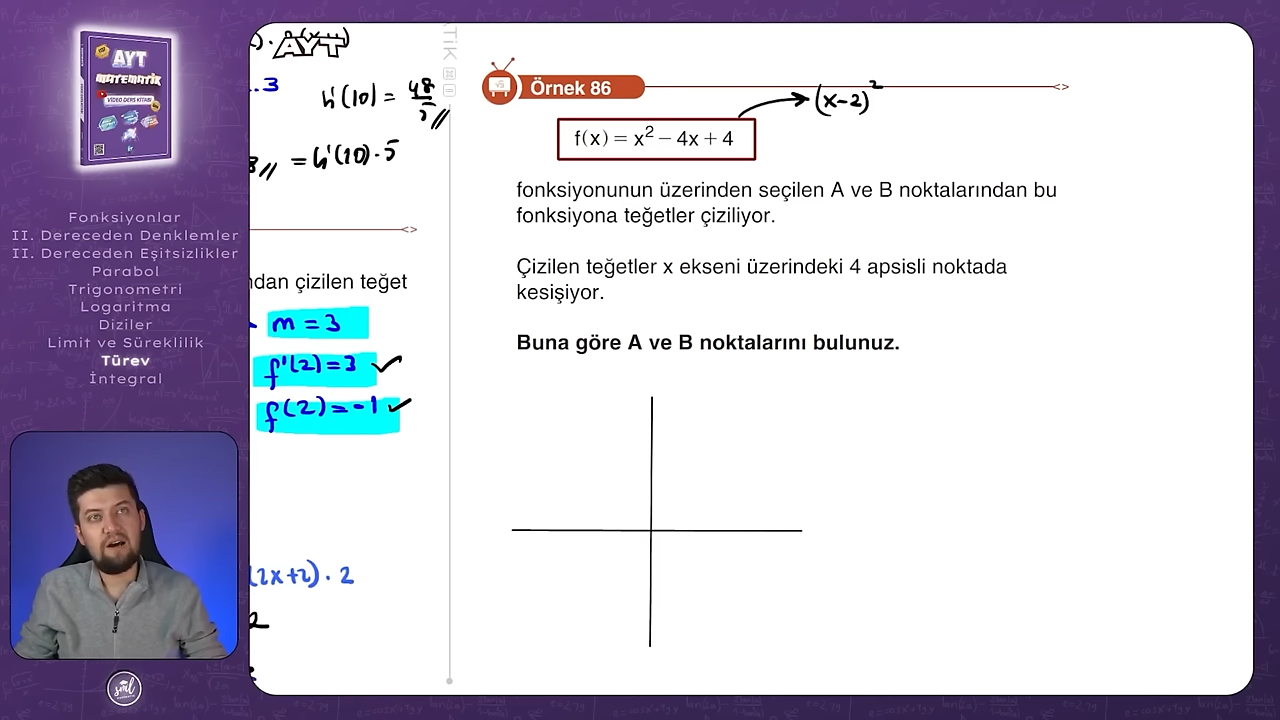 AYT
MATEMATİK
VİDEO DERS KİTABI
Fonksiyonlar
II. Dereceden Denklemler
II. Dereceden Eşitsizlikler
Parabol
Trigonometri
Logaritma
Diziler
Limit ve Süreklilik
Türev
İntegral
AYT
.. 3
h'(10) = 48/5
= h'(10) · 5
TİK
ndan çizilen teğet
m = 3
f'(2) = 3
f(2) = -1
(2x+2) · 2
2
Örnek 86
(x-2)²
f(x) = x² − 4x + 4
fonksiyonunun üzerinden seçilen A ve B noktalarından bu
fonksiyona teğetler çiziliyor.
Çizilen teğetler x ekseni üzerindeki 4 apsisli noktada
kesişiyor.
Buna göre A ve B noktalarını bulunuz.